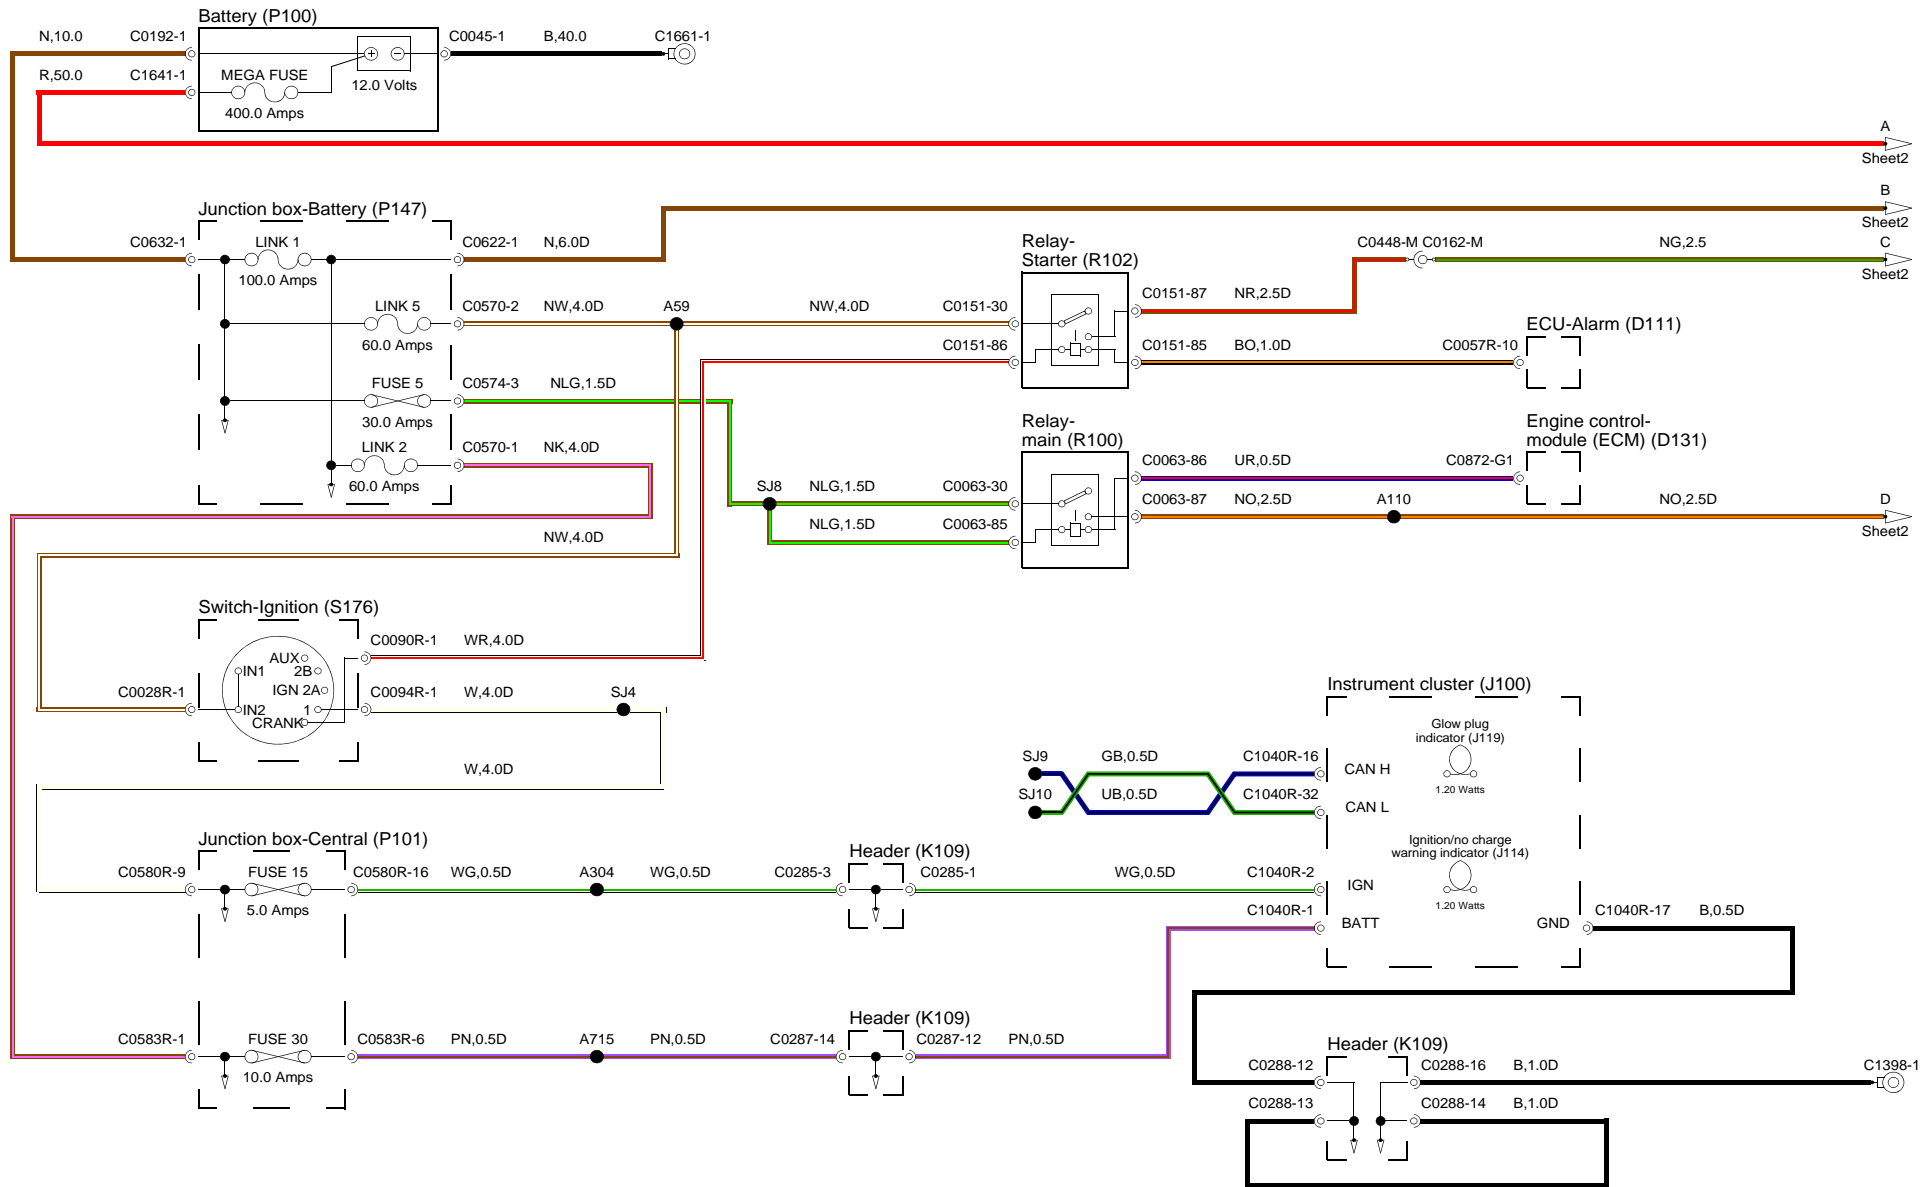 Battery (P100)
N,10.0 C0192-1 C0045-1 B,40.0 C1661-1
R,50.0 C1641-1 MEGA FUSE 12.0 Volts
400.0 Amps
A
Sheet2
B
Sheet2
Junction box-Battery (P147)
C0632-1 LINK 1 C0622-1 N,6.0D
100.0 Amps
Relay-
Starter (R102)
C0448-M C0162-M NG,2.5 C
Sheet2
LINK 5 C0570-2 NW,4.0D A59 NW,4.0D C0151-30 C0151-87 NR,2.5D
60.0 Amps
C0151-86 C0151-85 BO,1.0D C0057R-10
ECU-Alarm (D111)
FUSE 5 C0574-3 NLG,1.5D
30.0 Amps
Relay-
main (R100)
Engine control-
module (ECM) (D131)
LINK 2 C0570-1 NK,4.0D
60.0 Amps
C0063-86 UR,0.5D C0872-G1
SJ8 NLG,1.5D C0063-30 C0063-87 NO,2.5D A110 NO,2.5D D
Sheet2
NLG,1.5D C0063-85
NW,4.0D
Switch-Ignition (S176)
C0090R-1 WR,4.0D
AUX
IN1 2B
IGN 2A
C0028R-1 IN2 1 C0094R-1 W,4.0D SJ4
CRANK
W,4.0D
Instrument cluster (J100)
Glow plug
indicator (J119)
SJ9 GB,0.5D C1040R-16 CAN H
1.20 Watts
SJ10 UB,0.5D C1040R-32 CAN L
Ignition/no charge
warning indicator (J114)
1.20 Watts
Junction box-Central (P101)
Header (K109)
C0580R-9 FUSE 15 C0580R-16 WG,0.5D A304 WG,0.5D C0285-3 C0285-1 WG,0.5D C1040R-2 IGN
5.0 Amps
C1040R-1 BATT GND C1040R-17 B,0.5D
Header (K109)
C0583R-1 FUSE 30 C0583R-6 PN,0.5D A715 PN,0.5D C0287-14 C0287-12 PN,0.5D
10.0 Amps
Header (K109)
C0288-12 C0288-16 B,1.0D C1398-1
C0288-13 C0288-14 B,1.0D